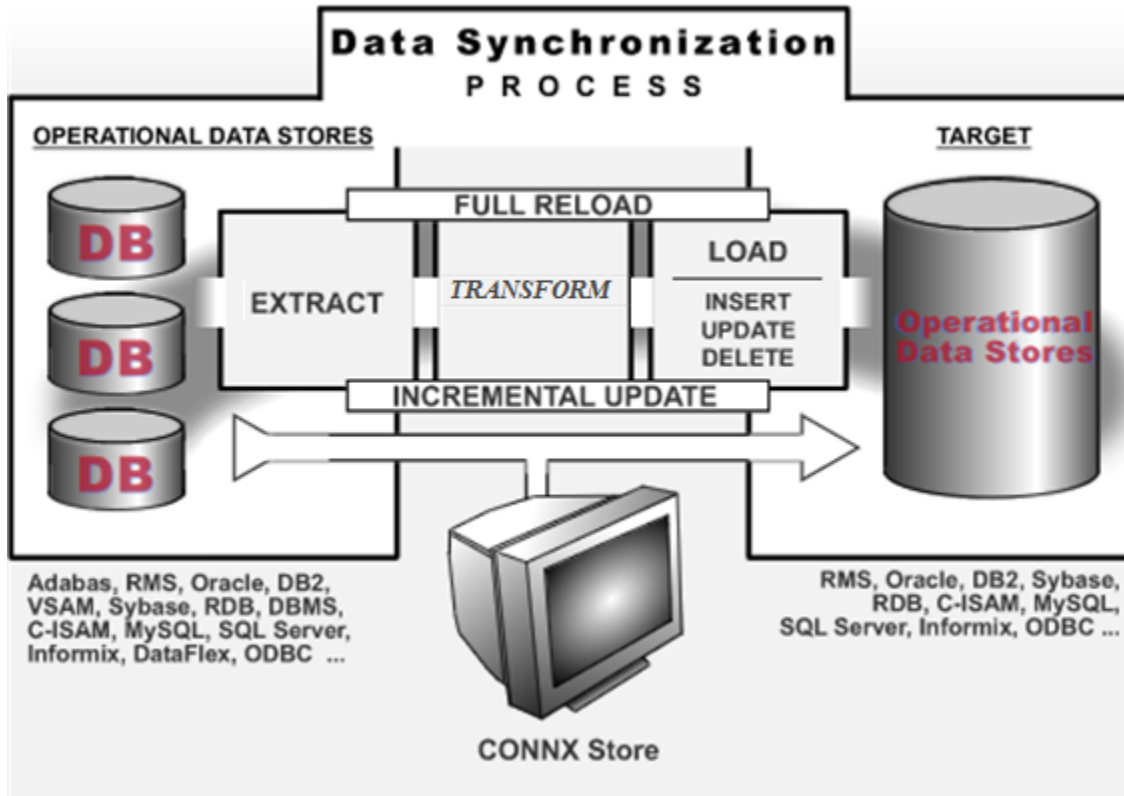 Data Synchronization
PROCESS
OPERATIONAL DATA STORES
DB
DB
DB
FULL RELOAD
EXTRACT
TRANSFORM
LOAD
INSERT
UPDATE
DELETE
INCREMENTAL UPDATE
TARGET
Operational
Data Stores
Adabas, RMS, Oracle, DB2,
VSAM, Sybase, RDB, DBMS,
C-ISAM, MySQL, SQL Server,
Informix, DataFlex, ODBC ...
RMS, Oracle, DB2, Sybase,
RDB, C-ISAM, MySQL,
SQL Server, Informix, ODBC ...
CONNX Store